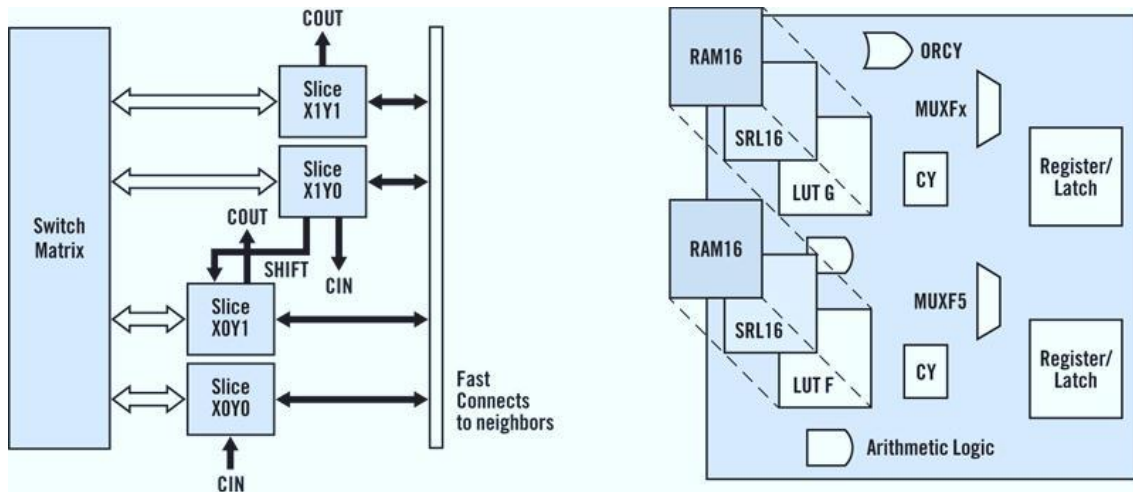 COUT
Slice
X1Y1
Slice
X1Y0
Switch
Matrix
COUT
SHIFT
CIN
Slice
X0Y1
Slice
X0Y0
CIN
Fast
Connects
to neighbors
RAM16
ORCY
MUXFx
SRL16
LUT G
CY
Register/
Latch
RAM16
MUXF5
SRL16
LUT F
CY
Register/
Latch
Arithmetic Logic